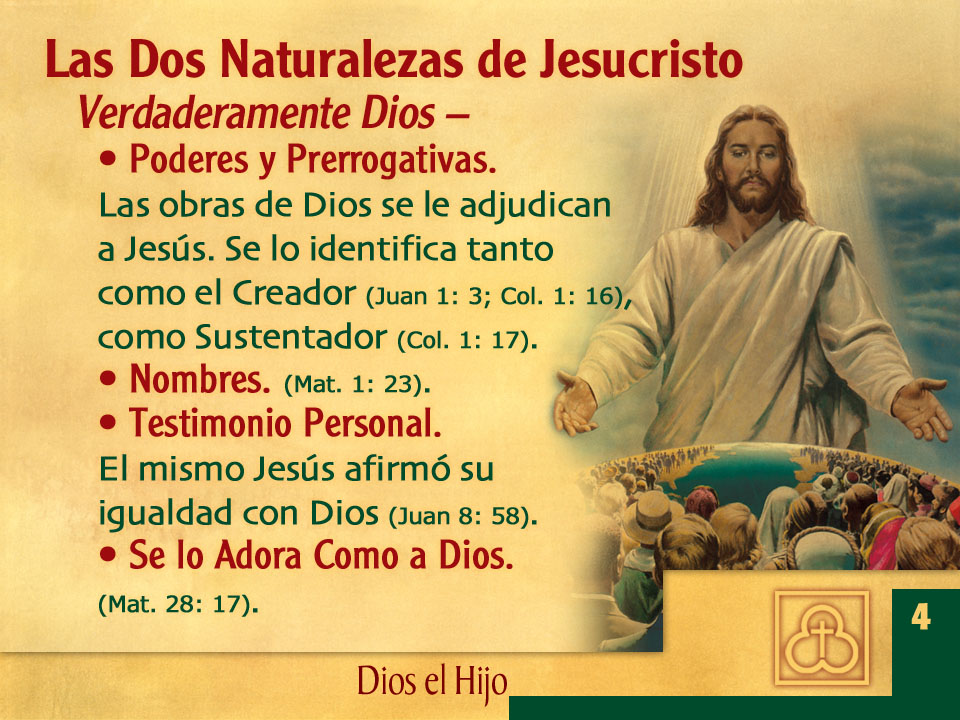 Las Dos Naturalezas de Jesucristo
Verdaderamente Dios –
• Poderes y Prerrogativas.
Las obras de Dios se le adjudican
a Jesús. Se lo identifica tanto
como el Creador (Juan 1: 3; Col. 1: 16),
como Sustentador (Col. 1: 17).
• Nombres. (Mat. 1: 23).
• Testimonio Personal.
El mismo Jesús afirmó su
igualdad con Dios (Juan 8: 58).
• Se lo Adora Como a Dios.
(Mat. 28: 17).
4
Dios el Hijo